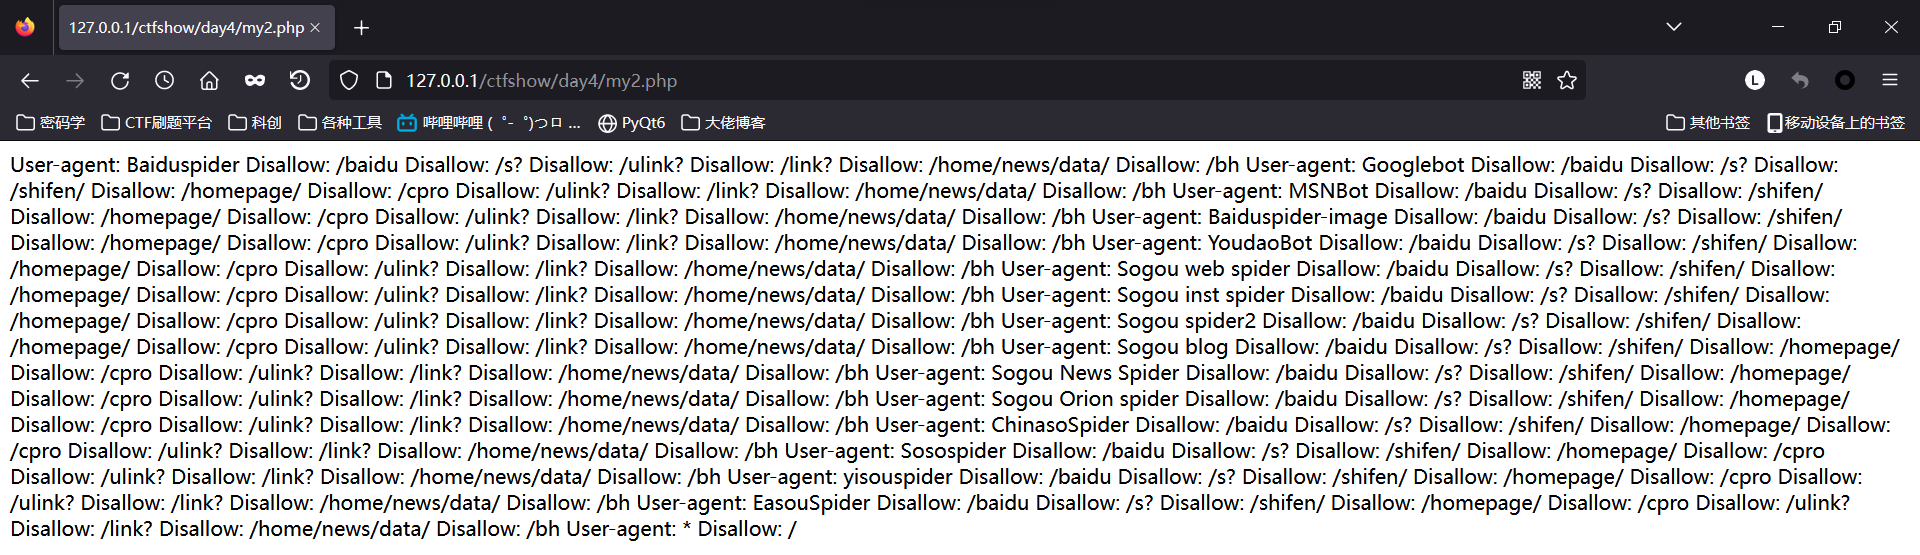 127.0.0.1/ctfshow/day4/my2.php
127.0.0.1/ctfshow/day4/my2.php
L
密码学 CTF刷题平台 科创 各种工具 哔哩哔哩 ( ゜- ゜)つロ ... PyQt6 大佬博客 其他书签 移动设备上的书签
User-agent: Baiduspider Disallow: /baidu Disallow: /s? Disallow: /ulink? Disallow: /link? Disallow: /home/news/data/ Disallow: /bh User-agent: Googlebot Disallow: /baidu Disallow: /s? Disallow:
/shifen/ Disallow: /homepage/ Disallow: /cpro Disallow: /ulink? Disallow: /link? Disallow: /home/news/data/ Disallow: /bh User-agent: MSNBot Disallow: /baidu Disallow: /s? Disallow: /shifen/
Disallow: /homepage/ Disallow: /cpro Disallow: /ulink? Disallow: /link? Disallow: /home/news/data/ Disallow: /bh User-agent: Baiduspider-image Disallow: /baidu Disallow: /s? Disallow: /shifen/
Disallow: /homepage/ Disallow: /cpro Disallow: /ulink? Disallow: /link? Disallow: /home/news/data/ Disallow: /bh User-agent: YoudaoBot Disallow: /baidu Disallow: /s? Disallow: /shifen/ Disallow:
/homepage/ Disallow: /cpro Disallow: /ulink? Disallow: /link? Disallow: /home/news/data/ Disallow: /bh User-agent: Sogou web spider Disallow: /baidu Disallow: /s? Disallow: /shifen/ Disallow:
/homepage/ Disallow: /cpro Disallow: /ulink? Disallow: /link? Disallow: /home/news/data/ Disallow: /bh User-agent: Sogou inst spider Disallow: /baidu Disallow: /s? Disallow: /shifen/ Disallow:
/homepage/ Disallow: /cpro Disallow: /ulink? Disallow: /link? Disallow: /home/news/data/ Disallow: /bh User-agent: Sogou spider2 Disallow: /baidu Disallow: /s? Disallow: /shifen/ Disallow:
/homepage/ Disallow: /cpro Disallow: /ulink? Disallow: /link? Disallow: /home/news/data/ Disallow: /bh User-agent: Sogou blog Disallow: /baidu Disallow: /s? Disallow: /shifen/ Disallow: /homepage/
Disallow: /cpro Disallow: /ulink? Disallow: /link? Disallow: /home/news/data/ Disallow: /bh User-agent: Sogou News Spider Disallow: /baidu Disallow: /s? Disallow: /shifen/ Disallow: /homepage/
Disallow: /cpro Disallow: /ulink? Disallow: /link? Disallow: /home/news/data/ Disallow: /bh User-agent: Sogou Orion spider Disallow: /baidu Disallow: /s? Disallow: /shifen/ Disallow: /homepage/
Disallow: /cpro Disallow: /ulink? Disallow: /link? Disallow: /home/news/data/ Disallow: /bh User-agent: ChinasoSpider Disallow: /baidu Disallow: /s? Disallow: /shifen/ Disallow: /homepage/ Disallow:
/cpro Disallow: /ulink? Disallow: /link? Disallow: /home/news/data/ Disallow: /bh User-agent: Sosospider Disallow: /baidu Disallow: /s? Disallow: /shifen/ Disallow: /homepage/ Disallow: /cpro
Disallow: /ulink? Disallow: /link? Disallow: /home/news/data/ Disallow: /bh User-agent: yisouspider Disallow: /baidu Disallow: /s? Disallow: /shifen/ Disallow: /homepage/ Disallow: /cpro Disallow:
/ulink? Disallow: /link? Disallow: /home/news/data/ Disallow: /bh User-agent: EasouSpider Disallow: /baidu Disallow: /s? Disallow: /shifen/ Disallow: /homepage/ Disallow: /cpro Disallow: /ulink?
Disallow: /link? Disallow: /home/news/data/ Disallow: /bh User-agent: * Disallow: /